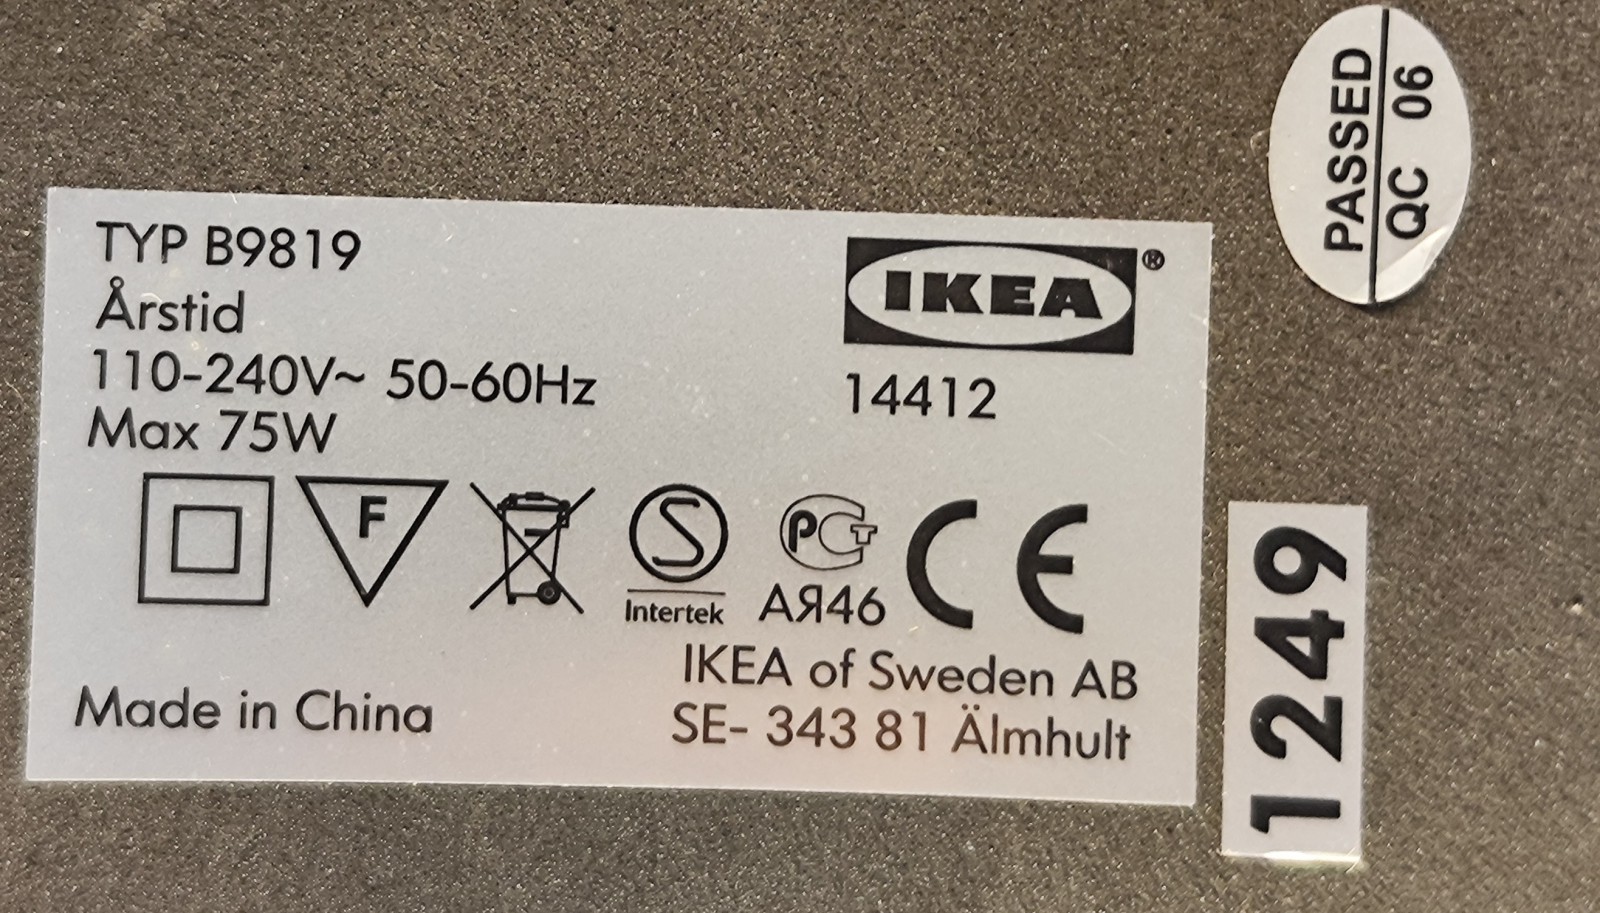 PASSED
QC 06
TYP B9819
Årstid
110-240V~ 50-60Hz
Max 75W
IKEA®
14412
F
S
Intertek
PCT
AЯ46
CE
IKEA of Sweden AB
SE- 343 81 Älmhult
Made in China
1249